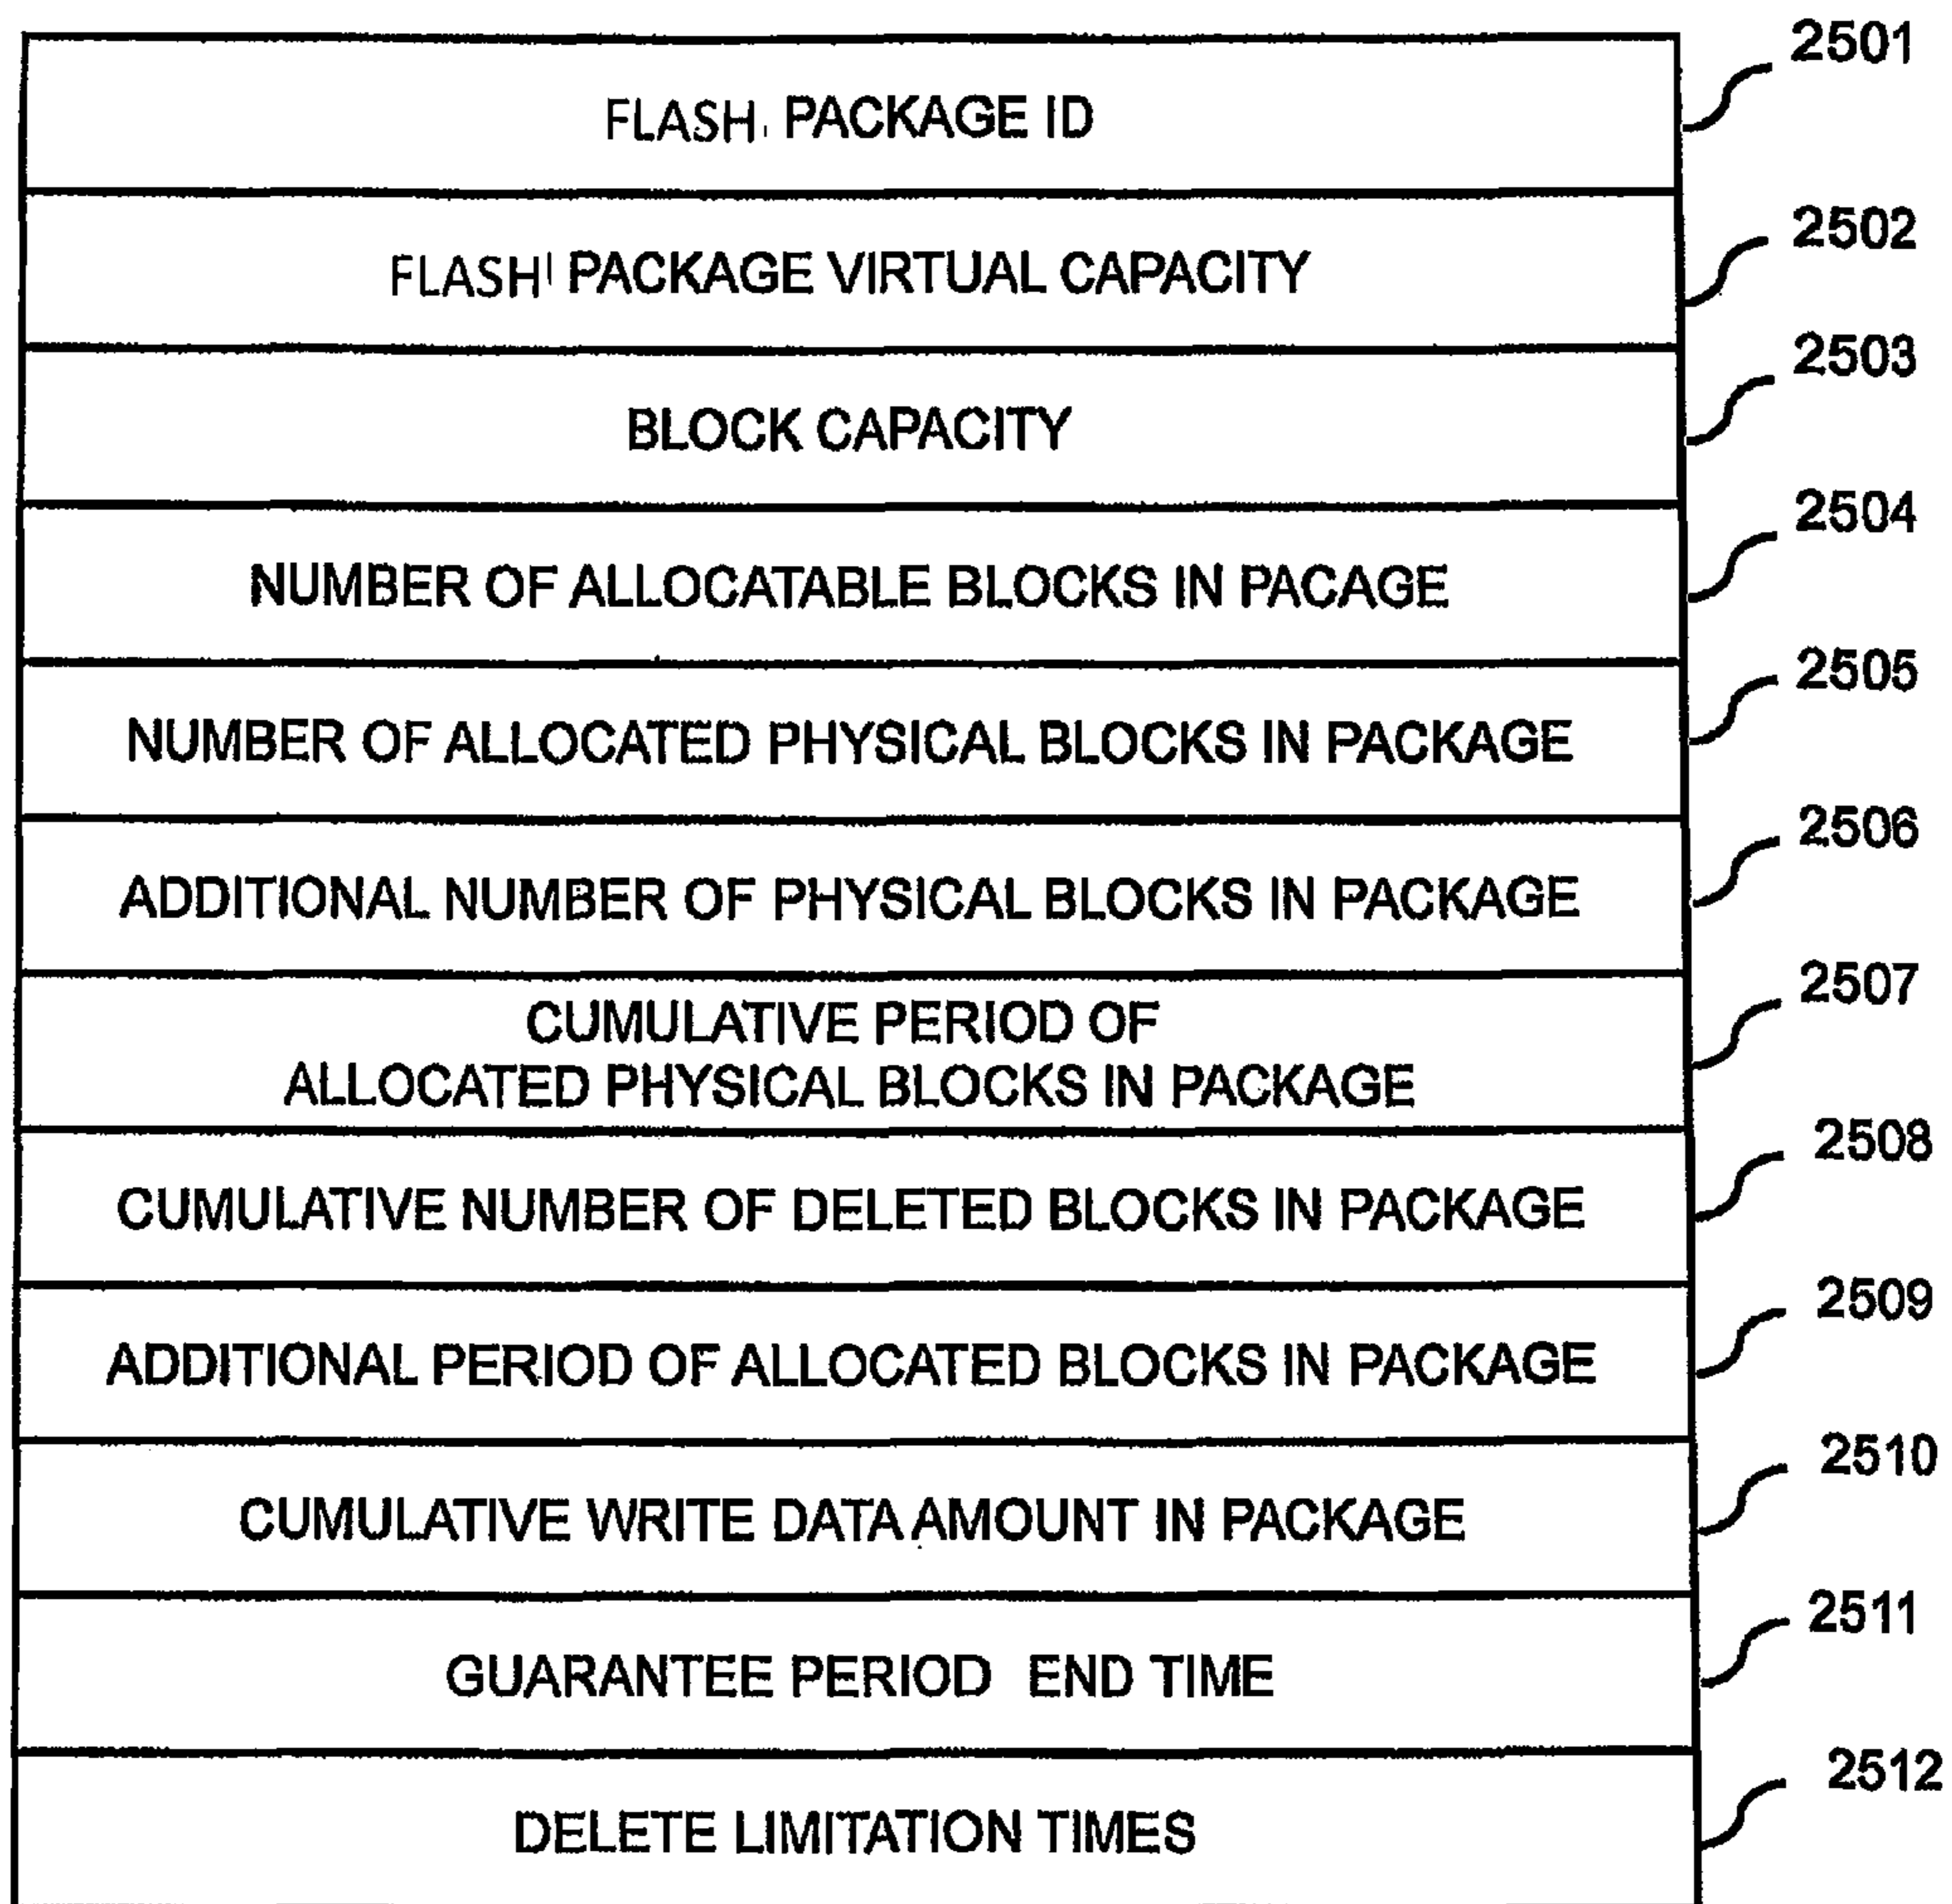 2501
FLASH PACKAGE ID
2502
FLASH PACKAGE VIRTUAL CAPACITY
2503
BLOCK CAPACITY
2504
NUMBER OF ALLOCATABLE BLOCKS IN PACAGE
2505
NUMBER OF ALLOCATED PHYSICAL BLOCKS IN PACKAGE
2506
ADDITIONAL NUMBER OF PHYSICAL BLOCKS IN PACKAGE
2507
CUMULATIVE PERIOD OF
ALLOCATED PHYSICAL BLOCKS IN PACKAGE
2508
CUMULATIVE NUMBER OF DELETED BLOCKS IN PACKAGE
2509
ADDITIONAL PERIOD OF ALLOCATED BLOCKS IN PACKAGE
2510
CUMULATIVE WRITE DATA AMOUNT IN PACKAGE
2511
GUARANTEE PERIOD END TIME
2512
DELETE LIMITATION TIMES